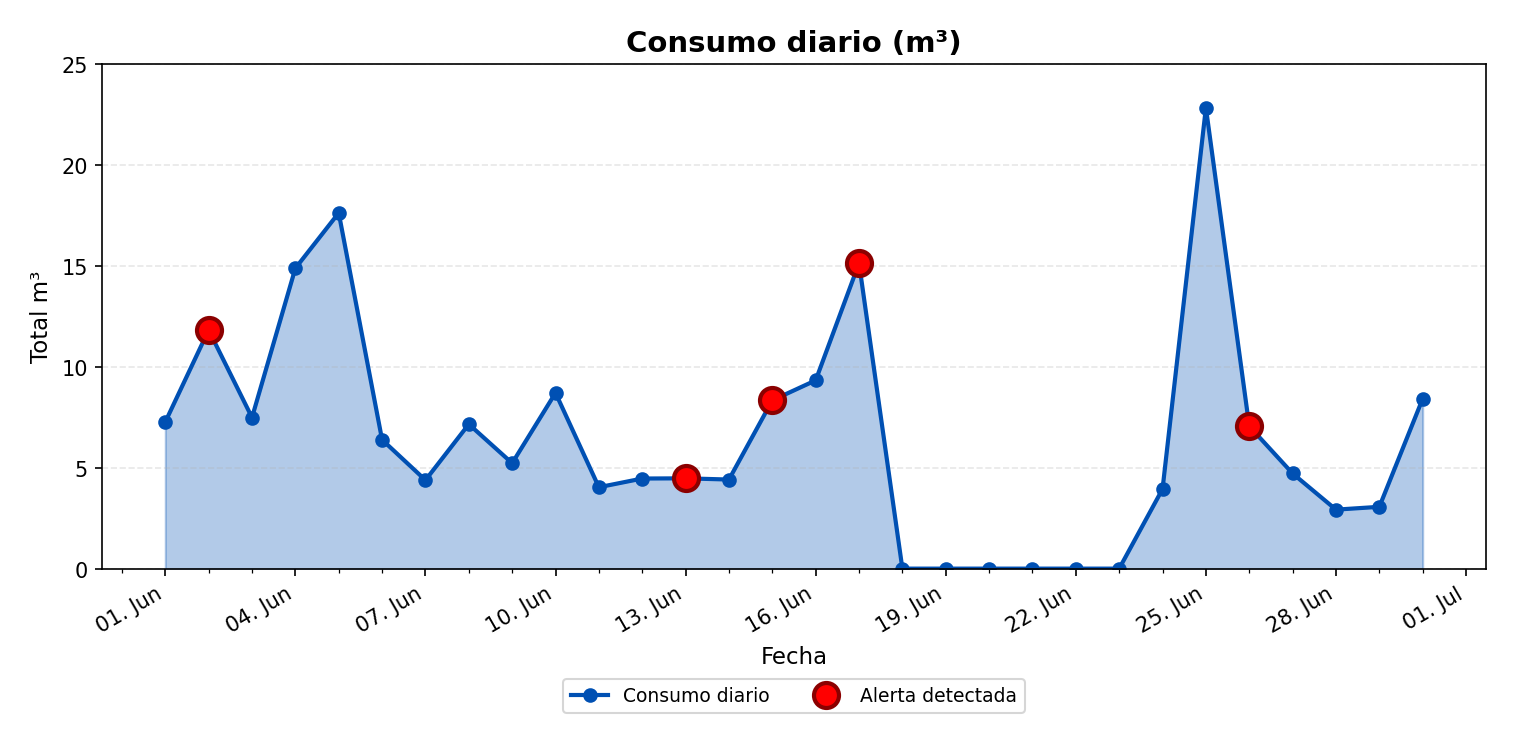 Consumo diario (m³)
25
20
15
10
5
0
Total m³
01. Jun
04. Jun
07. Jun
10. Jun
13. Jun
16. Jun
19. Jun
22. Jun
25. Jun
28. Jun
01. Jul
Fecha
Consumo diario
Alerta detectada